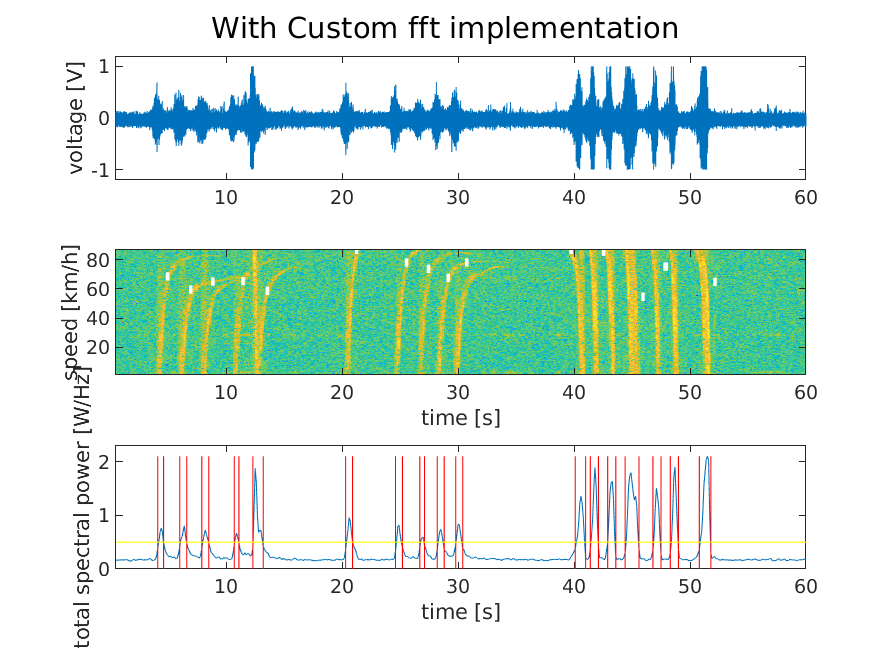 With Custom fft implementation
voltage [V]
1
0
-1
10 20 30 40 50 60
speed [km/h]
80
60
40
20
10 20 30 40 50 60
time [s]
total spectral power [W/Hz]
2
1
0
10 20 30 40 50 60
time [s]